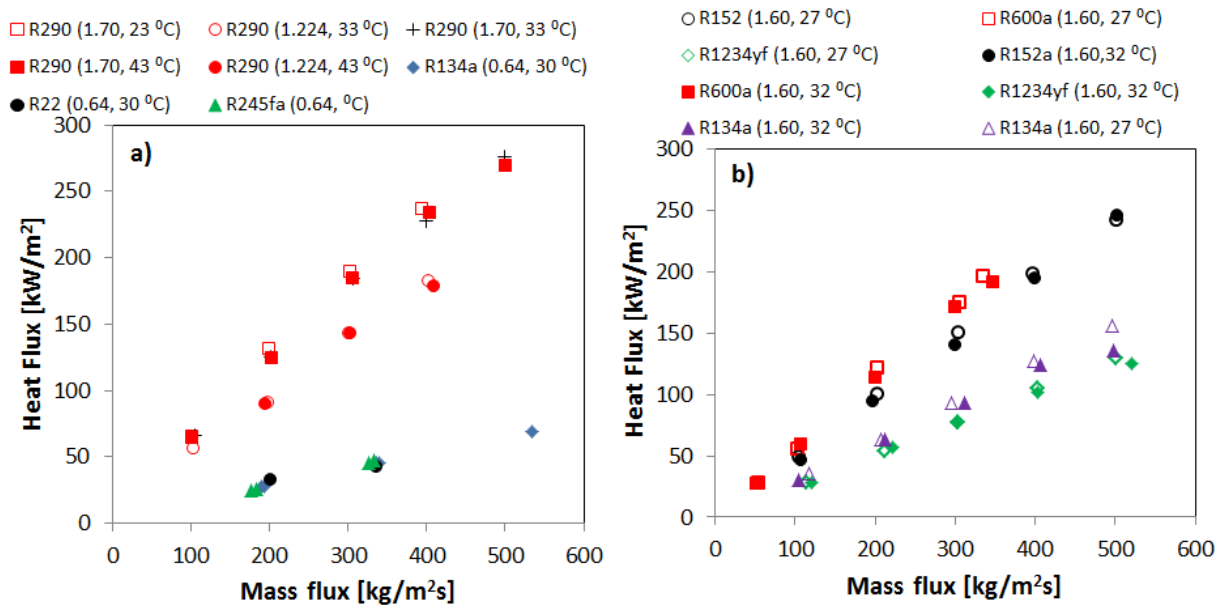 R290 (1.70, 23 ⁰C) R290 (1.224, 33 ⁰C) R290 (1.70, 33 ⁰C)
R290 (1.70, 43 ⁰C) R290 (1.224, 43 ⁰C) R134a (0.64, 30 ⁰C)
R22 (0.64, 30 ⁰C) R245fa (0.64, ⁰C)
a)
Heat Flux [kW/m²]
300
250
200
150
100
50
0
0 100 200 300 400 500 600
Mass flux [kg/m²s]
R152 (1.60, 27 ⁰C) R600a (1.60, 27 ⁰C)
R1234yf (1.60, 27 ⁰C) R152a (1.60,32 ⁰C)
R600a (1.60, 32 ⁰C) R1234yf (1.60, 32 ⁰C)
R134a (1.60, 32 ⁰C) R134a (1.60, 27 ⁰C)
b)
Heat Flux [kW/m²]
300
250
200
150
100
50
0
0 100 200 300 400 500 600
Mass flux [kg/m²s]